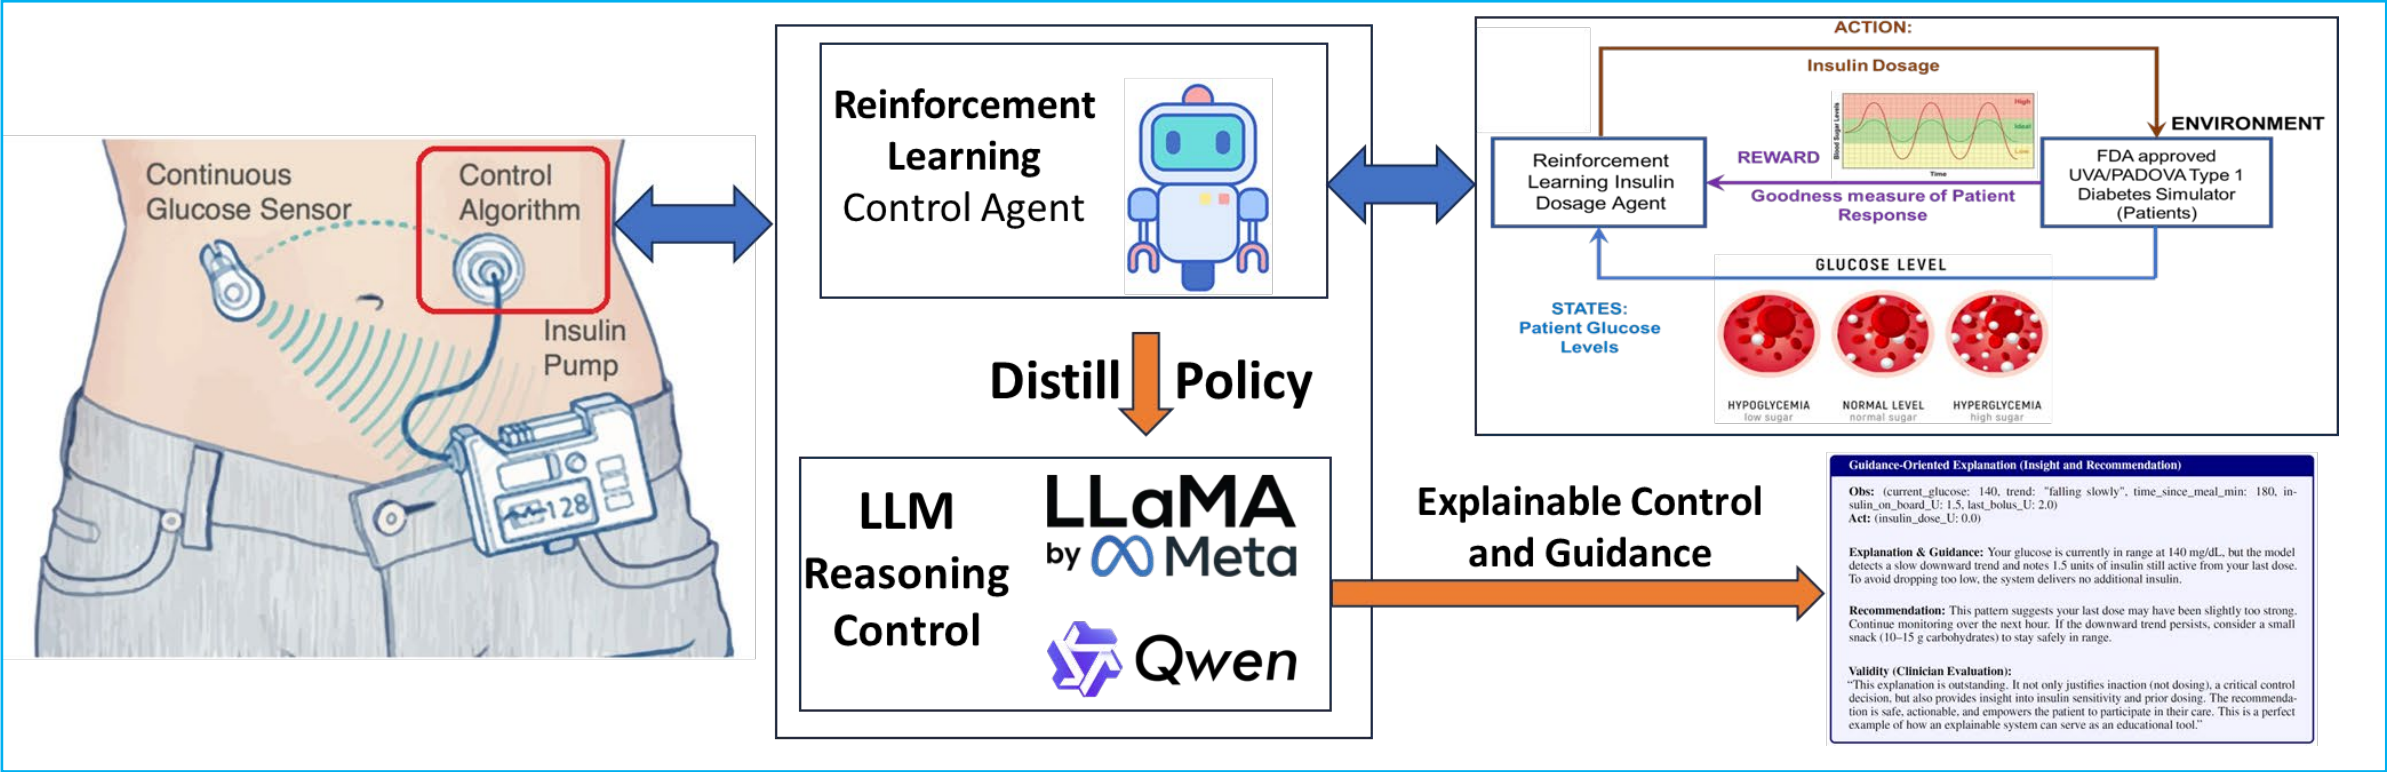 Continuous
Glucose Sensor
Control
Algorithm
Insulin
Pump
128
Reinforcement
Learning
Control Agent
Distill Policy
LLM
Reasoning
Control
LLaMA
by Meta
Qwen
ACTION:
Insulin Dosage
Blood Sugar Levels
High
Ideal
Low
Time
ENVIRONMENT
Reinforcement
Learning Insulin
Dosage Agent
REWARD
Goodness measure of Patient
Response
FDA approved
UVA/PADOVA Type 1
Diabetes Simulator
(Patients)
STATES:
Patient Glucose
Levels
GLUCOSE LEVEL
HYPOGLYCEMIA
low sugar
NORMAL LEVEL
normal sugar
HYPERGLYCEMIA
high sugar
Explainable Control
and Guidance
Guidance-Oriented Explanation (Insight and Recommendation)
Obs: (current_glucose: 140, trend: "falling slowly", time_since_meal_min: 180, in-
sulin_on_board_U: 1.5, last_bolus_U: 2.0)
Act: (insulin_dose_U: 0.0)
Explanation & Guidance: Your glucose is currently in range at 140 mg/dL, but the model
detects a slow downward trend and notes 1.5 units of insulin still active from your last dose.
To avoid dropping too low, the system delivers no additional insulin.
Recommendation: This pattern suggests your last dose may have been slightly too strong.
Continue monitoring over the next hour. If the downward trend persists, consider a small
snack (10–15 g carbohydrates) to stay safely in range.
Validity (Clinician Evaluation):
“This explanation is outstanding. It not only justifies inaction (not dosing), a critical control
decision, but also provides insight into insulin sensitivity and prior dosing. The recommenda-
tion is safe, actionable, and empowers the patient to participate in their care. This is a perfect
example of how an explainable system can serve as an educational tool.”